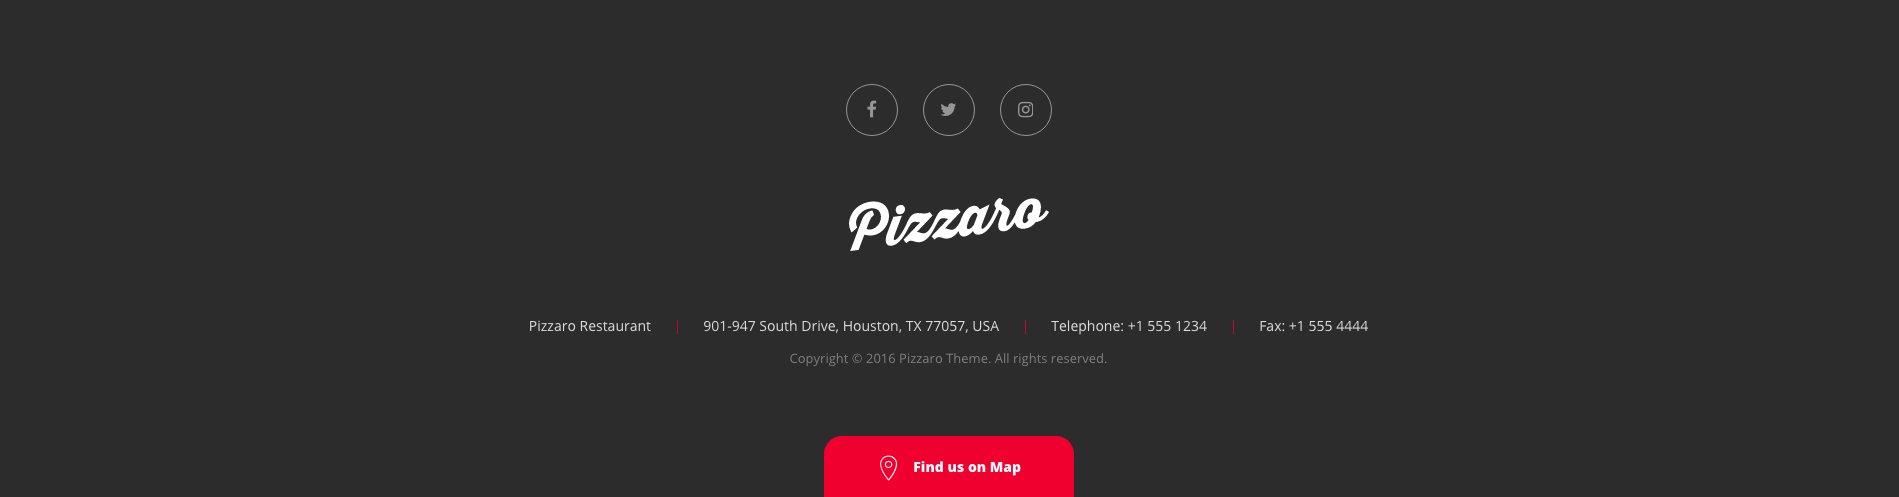 Pizzaro
Pizzaro Restaurant | 901-947 South Drive, Houston, TX 77057, USA | Telephone: +1 555 1234 | Fax: +1 555 4444
Copyright © 2016 Pizzaro Theme. All rights reserved.
Find us on Map